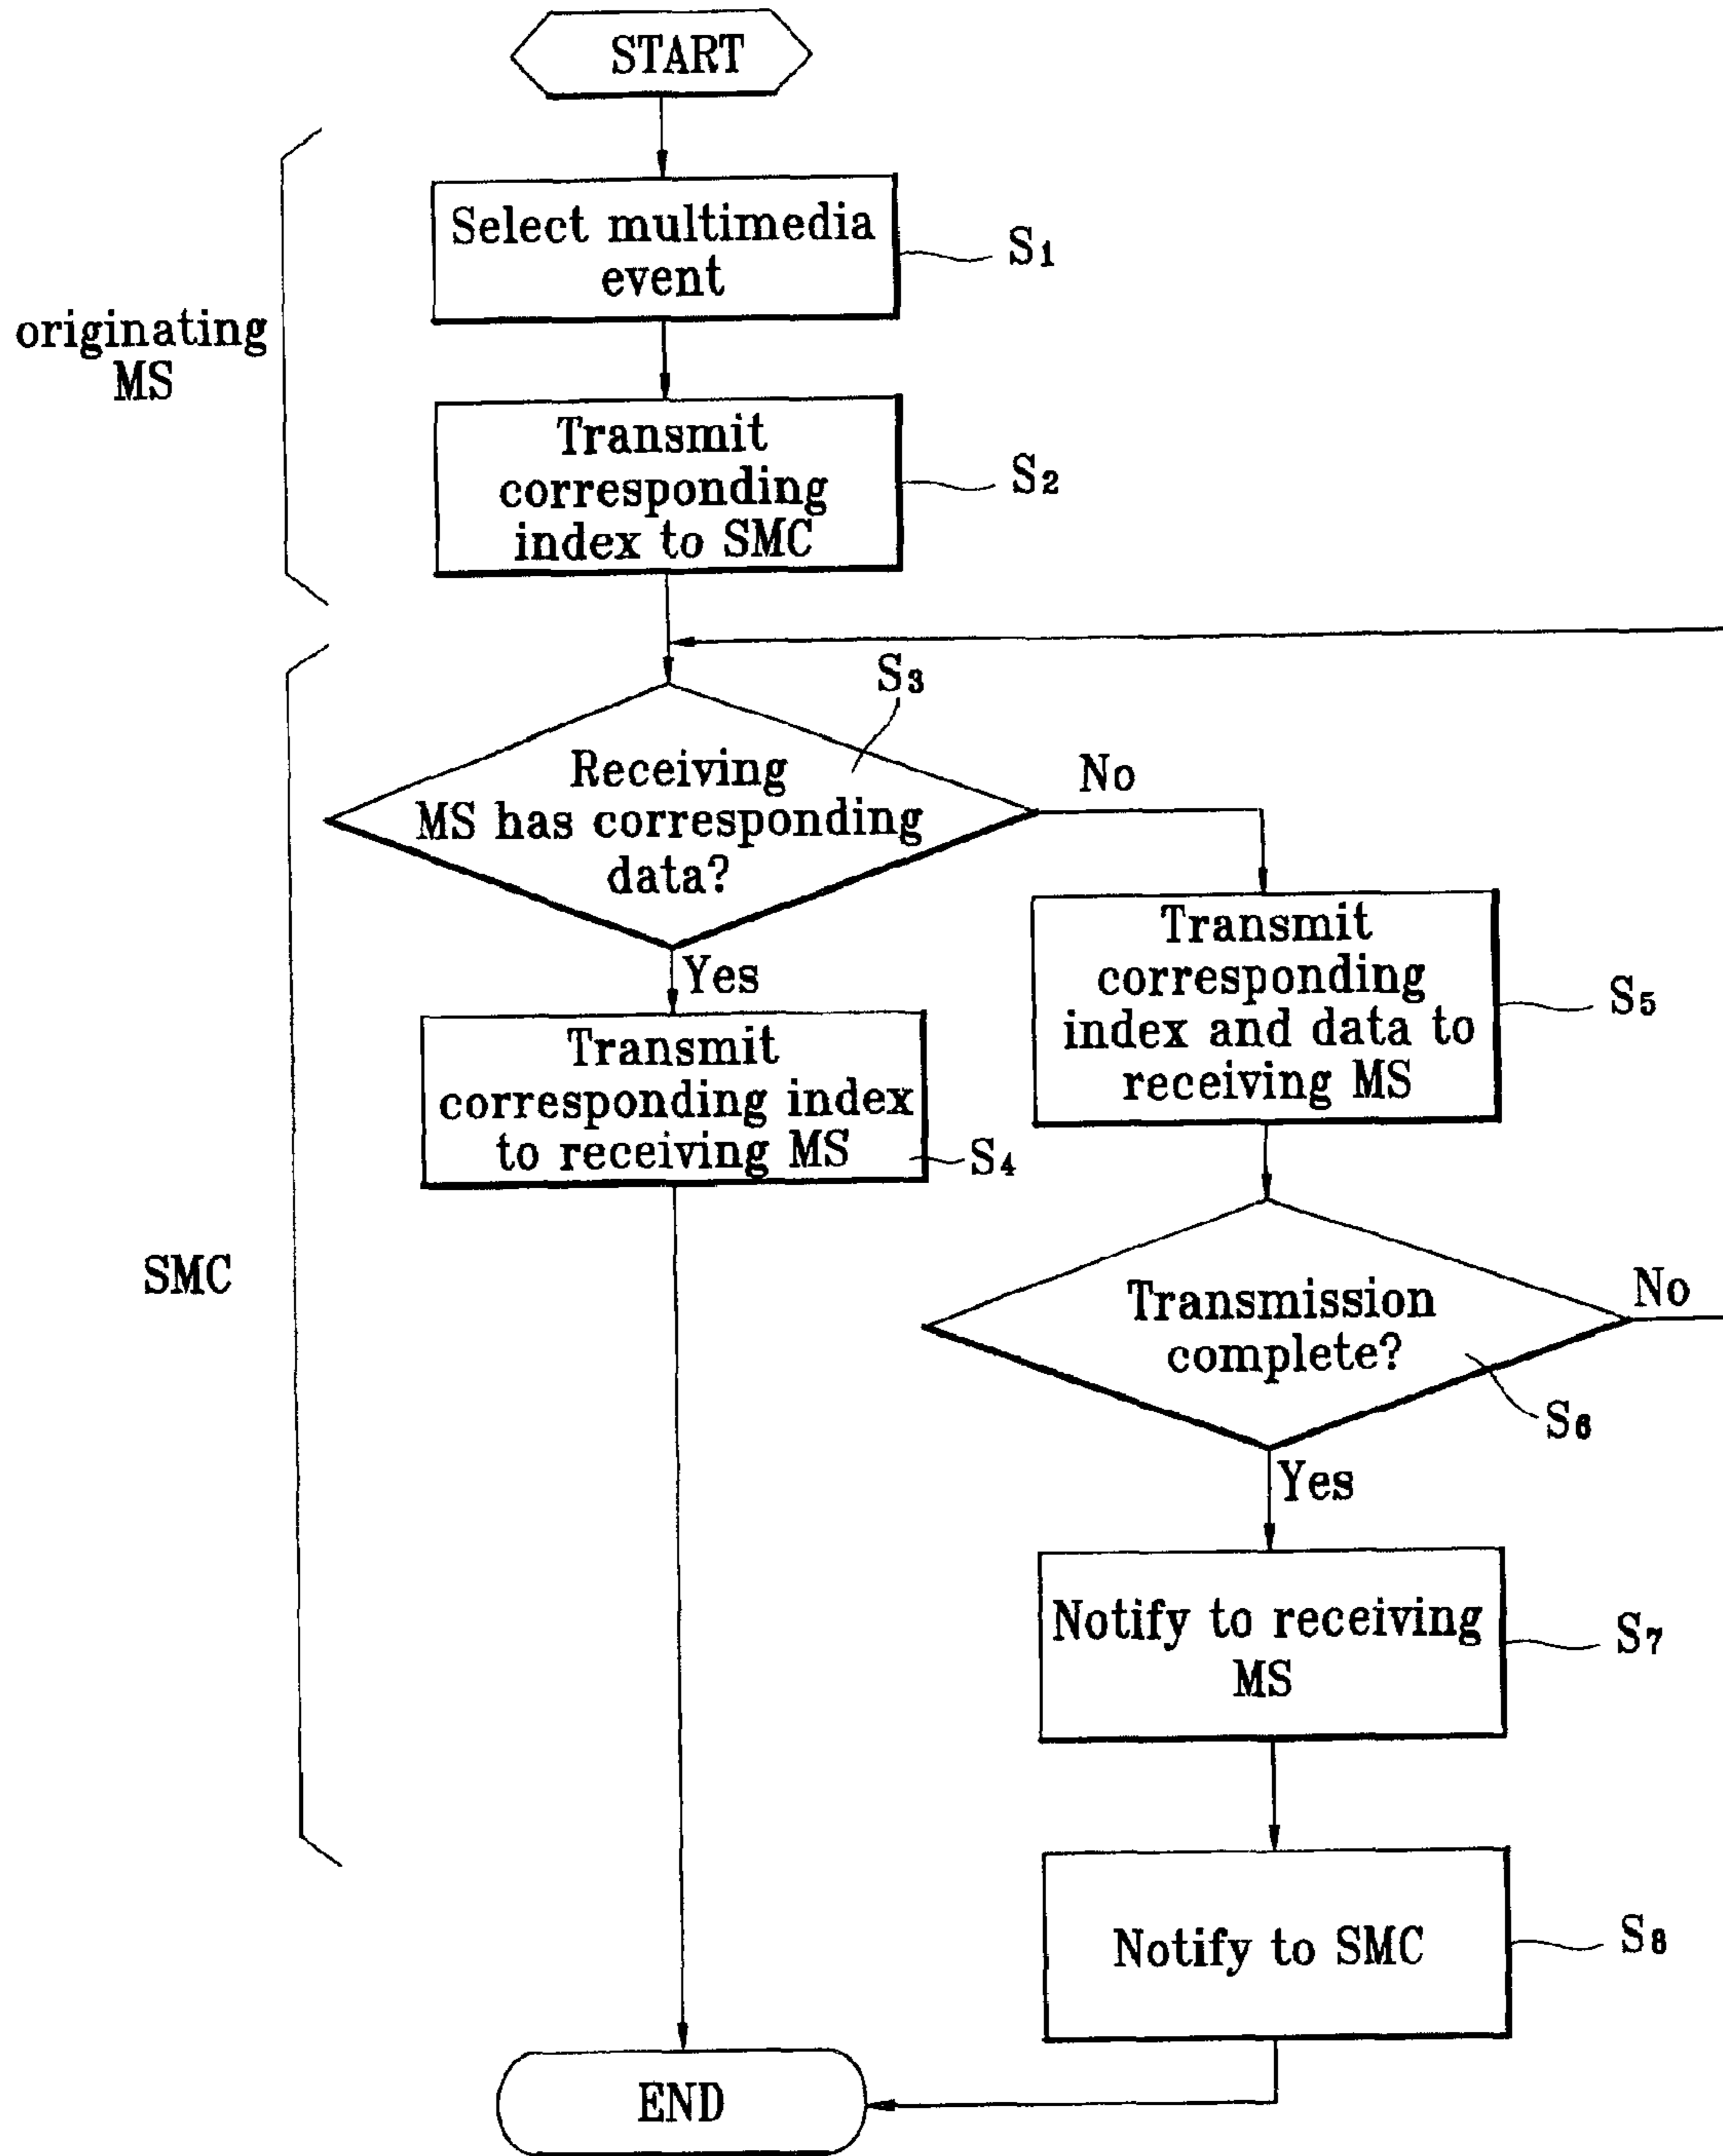 START
Select multimedia
event
S1
originating
MS
Transmit
corresponding
index to SMC
S2
S3
Receiving
MS has corresponding
data?
No
Yes
Transmit
corresponding
index and data to
receiving MS
S5
Transmit
corresponding index
to receiving MS
S4
SMC
Transmission
complete?
No
S6
Yes
Notify to receiving
MS
S7
Notify to SMC
S8
END